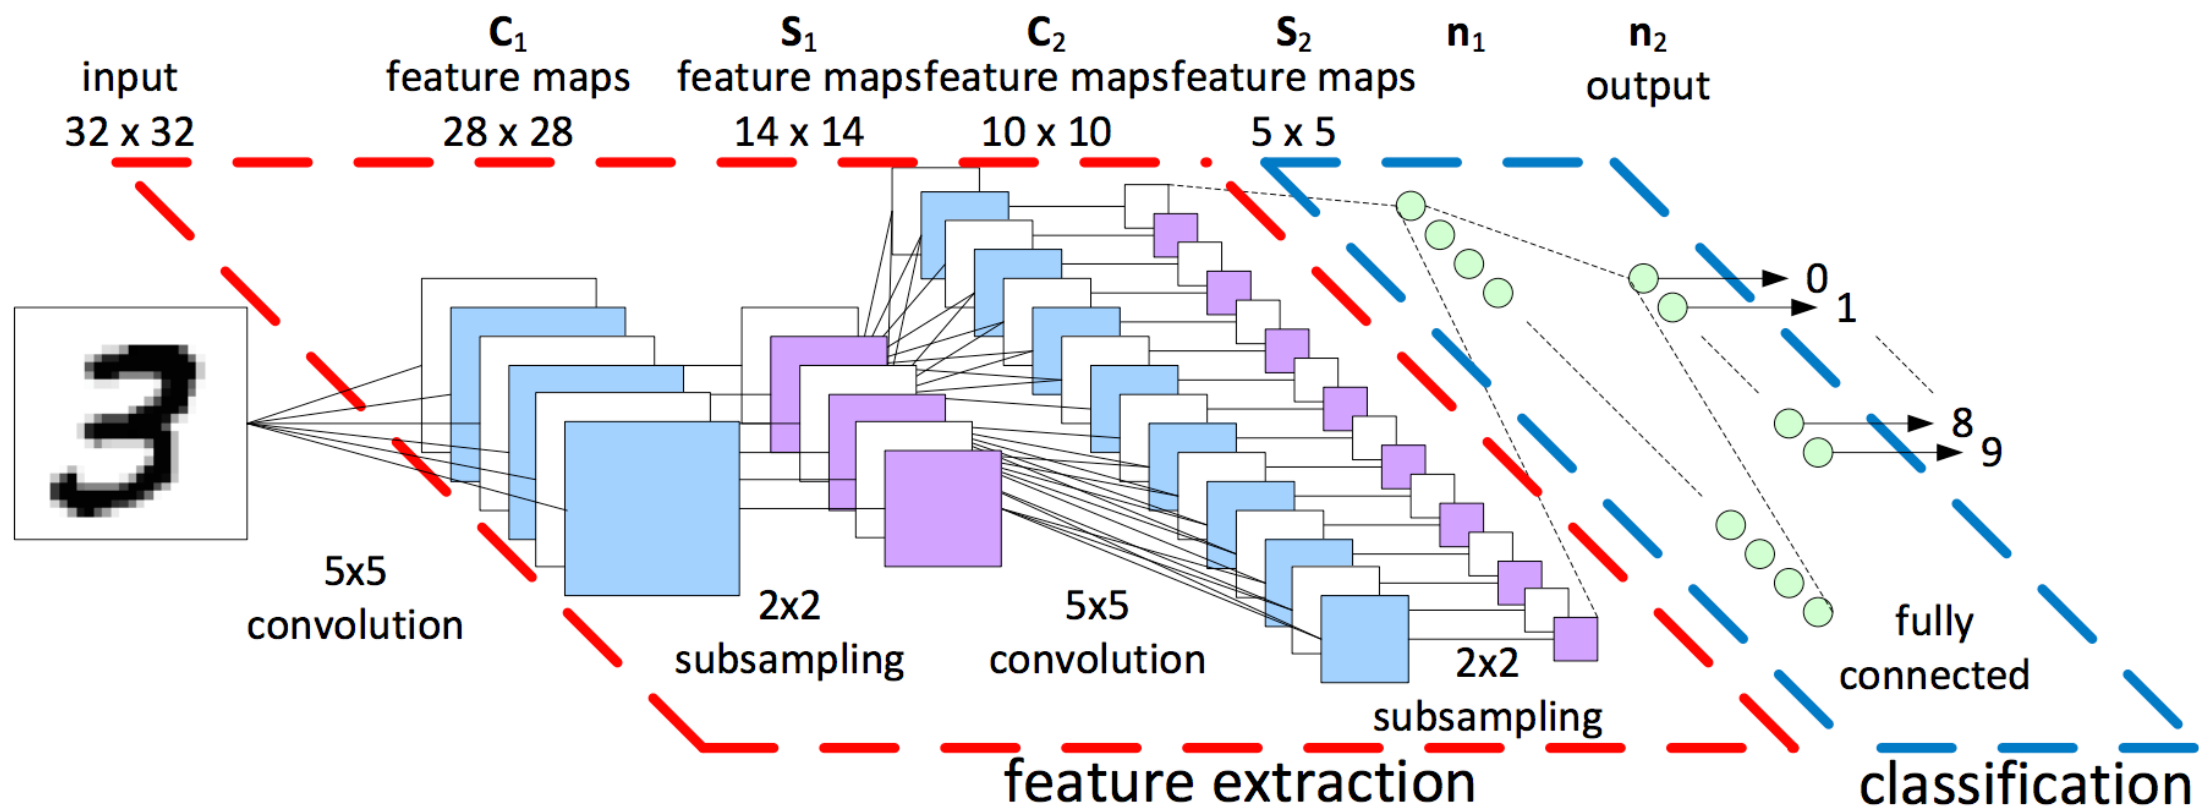 input
32 x 32
C1
feature maps
28 x 28
S1
feature maps
14 x 14
C2
feature maps
10 x 10
S2
feature maps
5 x 5
n1
n2
output
3
0
1
8
9
5x5
convolution
2x2
subsampling
5x5
convolution
2x2
subsampling
fully
connected
feature extraction
classification